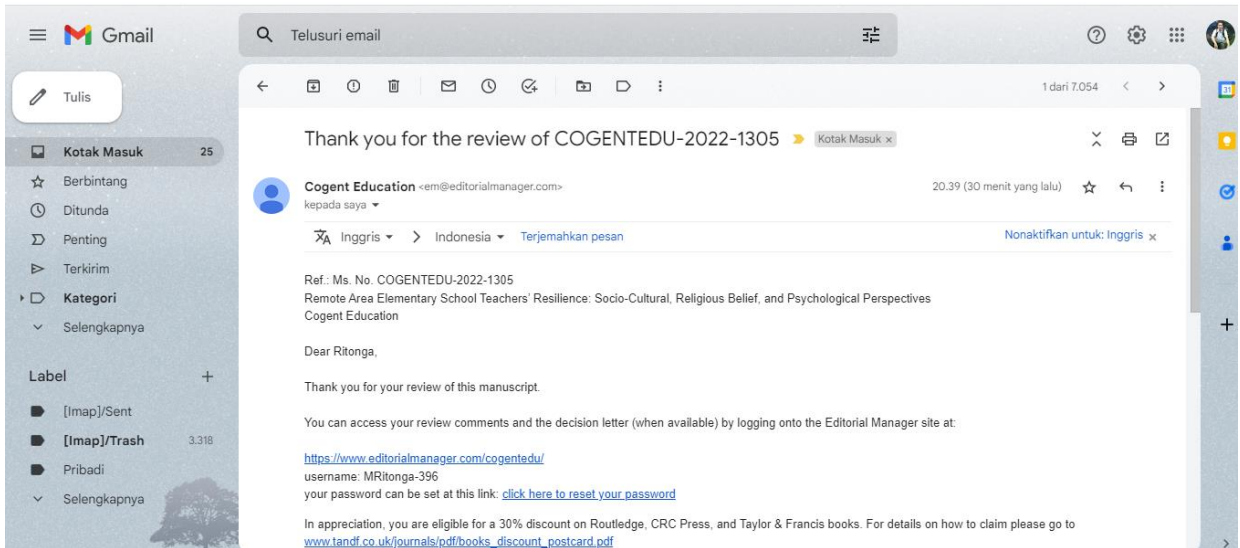 Gmail
Telusuri email
Tulis
1 dari 7.054
Kotak Masuk 25
Berbintang
Ditunda
Penting
Terkirim
Kategori
Selengkapnya
Label
[Imap]/Sent
[Imap]/Trash 3.318
Pribadi
Selengkapnya
Thank you for the review of COGENTEDU-2022-1305 Kotak Masuk x
Cogent Education <em@editorialmanager.com> 20.39 (30 menit yang lalu)
kepada saya
Inggris > Indonesia Terjemahkan pesan Nonaktifkan untuk: Inggris x
Ref.: Ms. No. COGENTEDU-2022-1305
Remote Area Elementary School Teachers' Resilience: Socio-Cultural, Religious Belief, and Psychological Perspectives
Cogent Education
Dear Ritonga,
Thank you for your review of this manuscript.
You can access your review comments and the decision letter (when available) by logging onto the Editorial Manager site at:
https://www.editorialmanager.com/cogentedu/
username: MRitonga-396
your password can be set at this link: click here to reset your password
In appreciation, you are eligible for a 30% discount on Routledge, CRC Press, and Taylor & Francis books. For details on how to claim please go to
www.tandf.co.uk/journals/pdf/books_discount_postcard.pdf
31